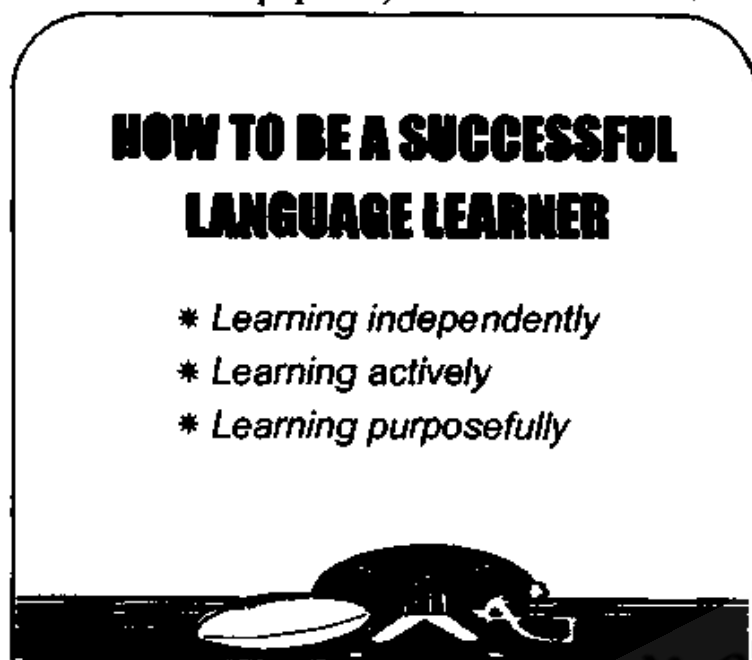 HOW TO BE A SUCCESSFUL
LANGUAGE LEARNER
* Learning independently
* Learning actively
* Learning purposefully